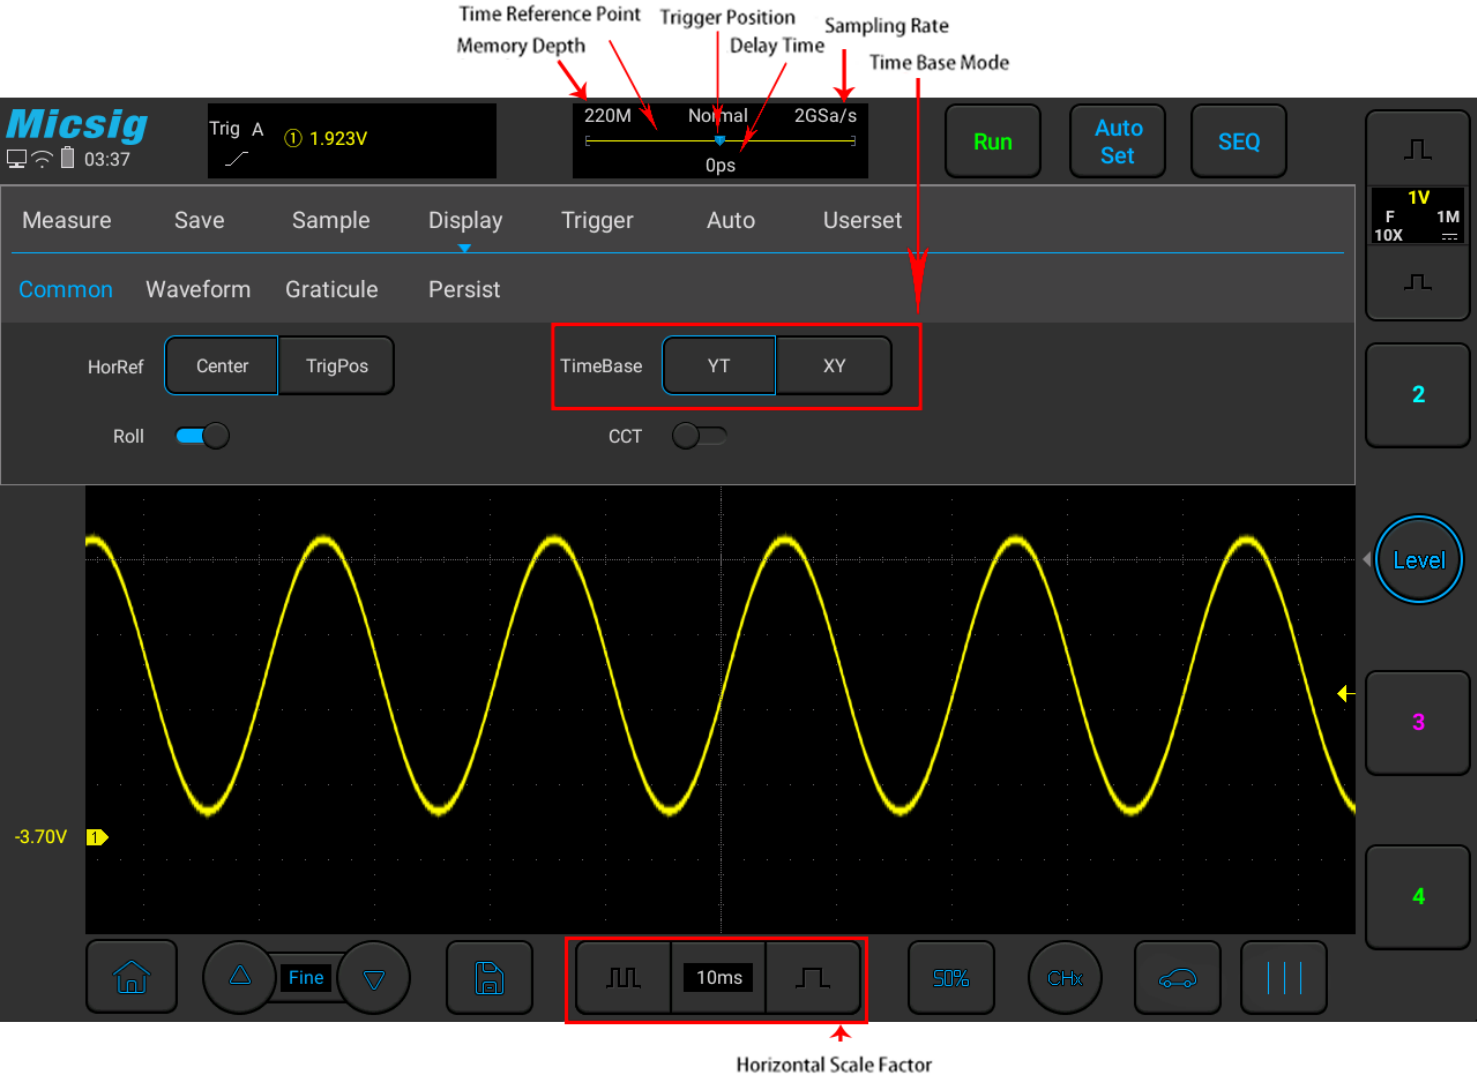 Time Reference Point
Trigger Position
Sampling Rate
Memory Depth
Delay Time
Time Base Mode
Micsig
03:37
Trig A
① 1.923V
220M Normal 2GSa/s
0ps
Run
Auto
Set
SEQ
1V
F 1M
10X
Measure Save Sample Display Trigger Auto Userset
Common Waveform Graticule Persist
HorRef Center TrigPos
TimeBase YT XY
Roll
CCT
2
Level
3
-3.70V 1
4
Fine
10ms
50%
CHx
Horizontal Scale Factor